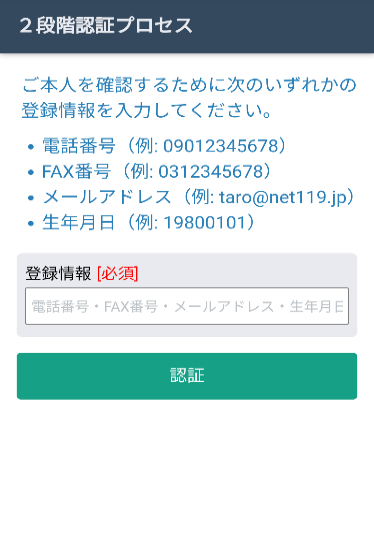 ２段階認証プロセス
ご本人を確認するために次のいずれかの
登録情報を入力してください。
• 電話番号（例: 09012345678）
• FAX番号（例: 0312345678）
• メールアドレス（例: taro@net119.jp）
• 生年月日（例: 19800101）
登録情報 [必須]
電話番号・FAX番号・メールアドレス・生年月日
認証